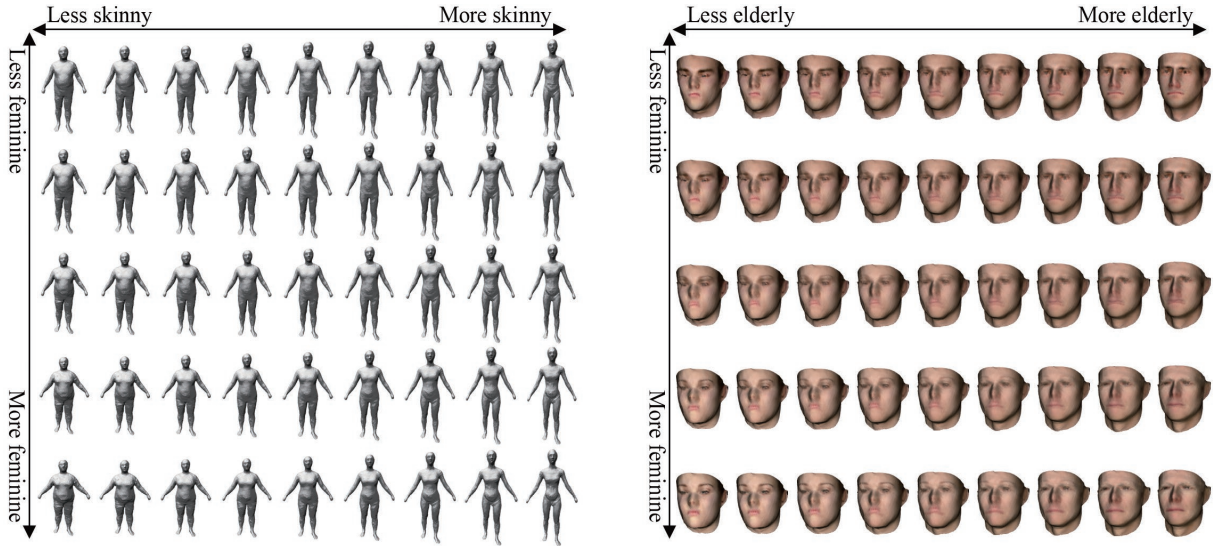 Less skinny
More skinny
Less feminine
More feminine
Less elderly
More elderly
Less feminine
More feminine